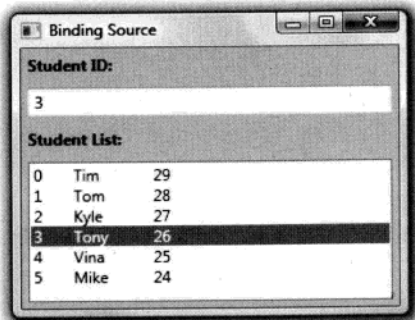 Binding Source
Student ID:
3
Student List:
0 Tim 29
1 Tom 28
2 Kyle 27
3 Tony 26
4 Vina 25
5 Mike 24